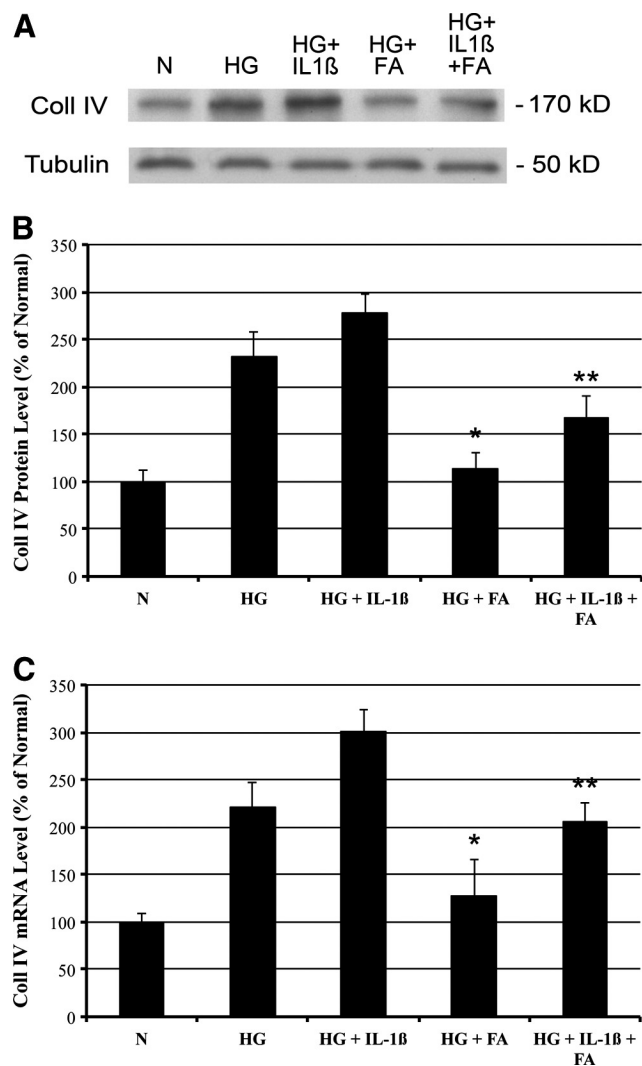 A
N
HG
HG+
IL1ß
HG+
FA
HG+
IL1ß
+FA
Coll IV
- 170 kD
Tubulin
- 50 kD
B
Coll IV Protein Level (% of Normal)
350
300
250
200
150
100
50
0
*
**
N
HG
HG + IL-1ß
HG + FA
HG + IL-1ß +
FA
C
Coll IV mRNA Level (% of Normal)
350
300
250
200
150
100
50
0
*
**
N
HG
HG + IL-1ß
HG + FA
HG + IL-1ß +
FA